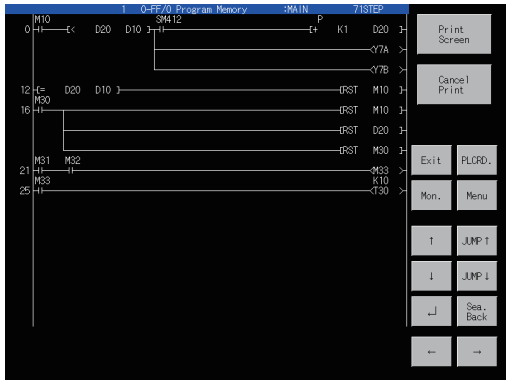 1 0-FF/0 Program Memory :MAIN 71STEP
M10 SM412 P
0 [< D20 D10 ] [+ K1 D20 ]
(Y7A )
(Y7B )
12 [= D20 D10 ] [RST M10 ]
M30
16 [RST M10 ]
[RST D20 ]
[RST M30 ]
M31 M32
21 (M33 )
M33 K10
25 (T30 )
Print
Screen
Cancel
Print
Exit PLCRD.
Mon. Menu
↑ JUMP↑
↓ JUMP↓
↵ Sea.
Back
← →